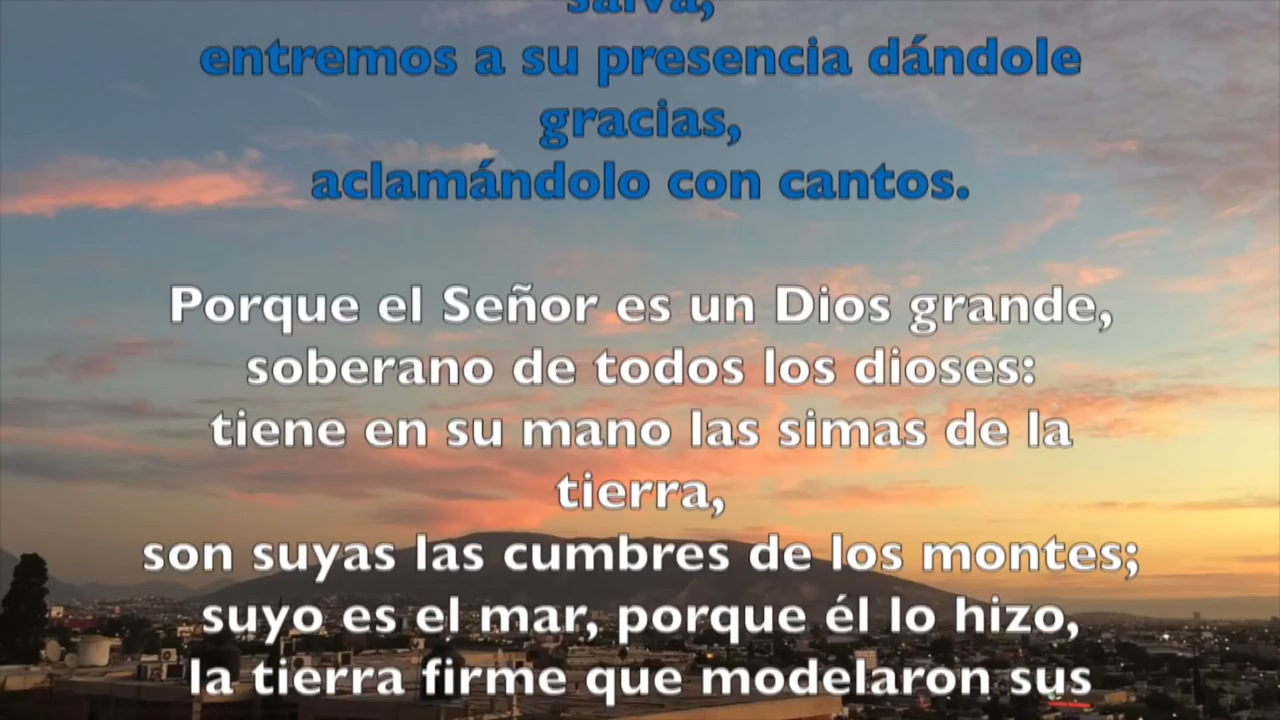 salva,
entremos a su presencia dándole
gracias,
aclamándolo con cantos.
Porque el Señor es un Dios grande,
soberano de todos los dioses:
tiene en su mano las simas de la
tierra,
son suyas las cumbres de los montes;
suyo es el mar, porque él lo hizo,
la tierra firme que modelaron sus